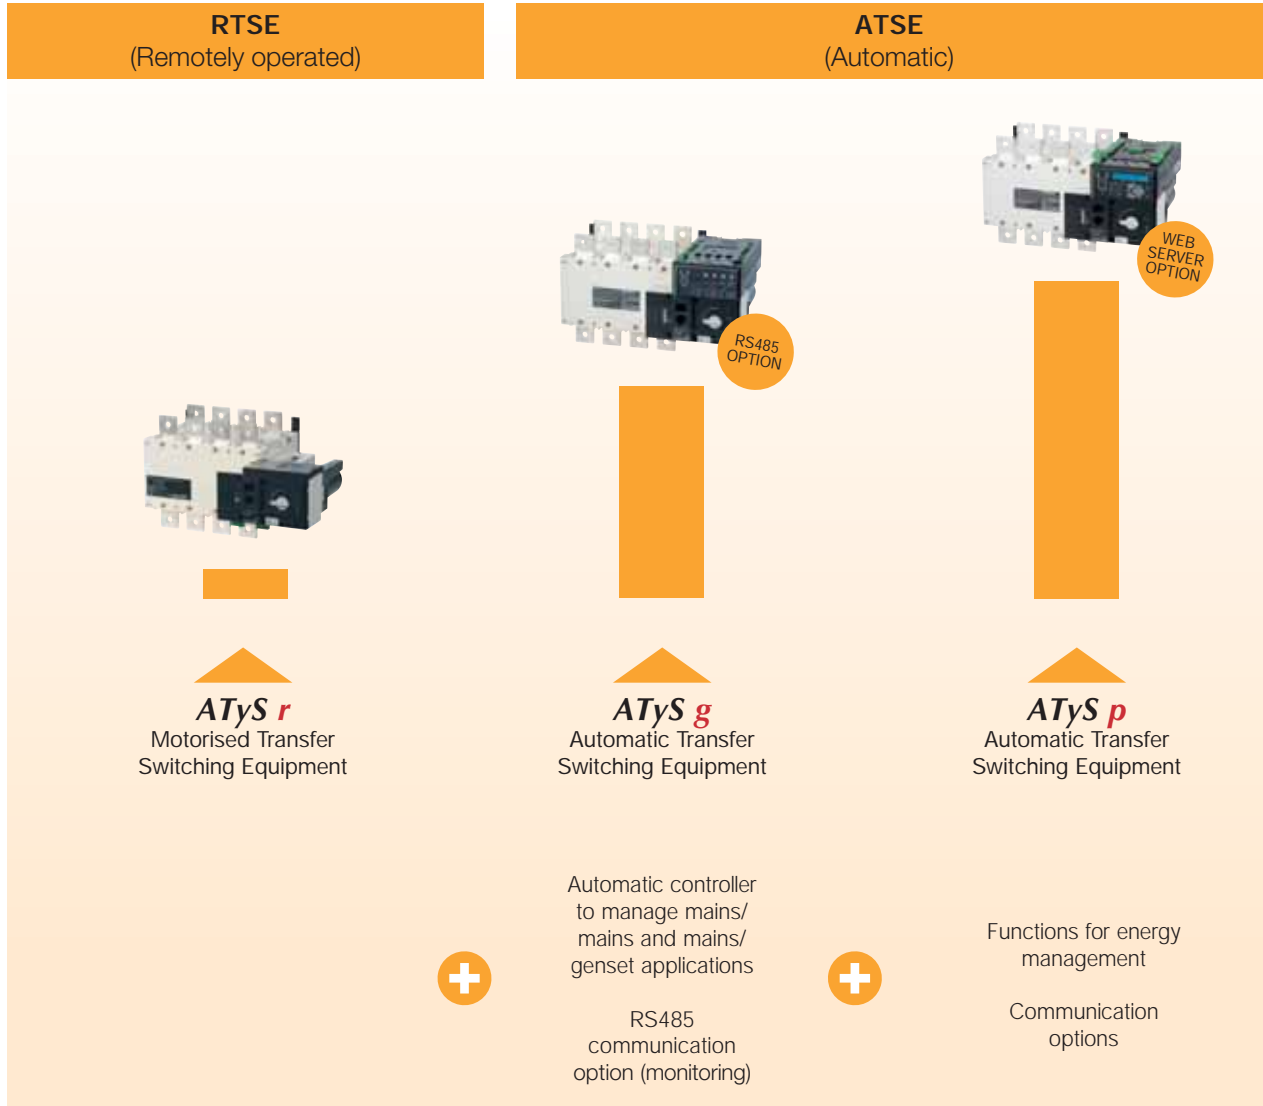 RTSE
(Remotely operated)
ATSE
(Automatic)
WEB
SERVER
OPTION
RS485
OPTION
ATyS r
Motorised Transfer
Switching Equipment
ATyS g
Automatic Transfer
Switching Equipment
ATyS p
Automatic Transfer
Switching Equipment
Automatic controller
to manage mains/
mains and mains/
genset applications
RS485
communication
option (monitoring)
Functions for energy
management
Communication
options